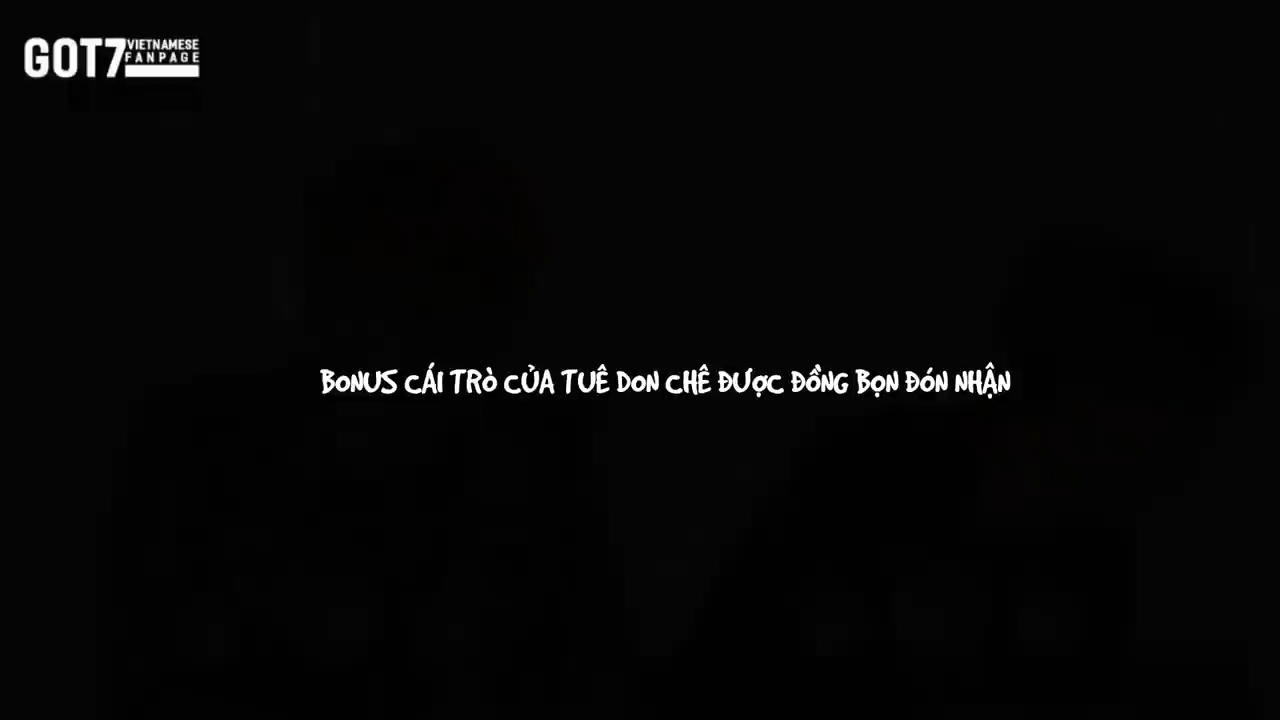 GOT7 VIETNAMESE
FANPAGE
BONUS CÁI TRÒ CỦA TUÊ DON CHÊ ĐƯỢC ĐỒNG BỌN ĐÓN NHẬN